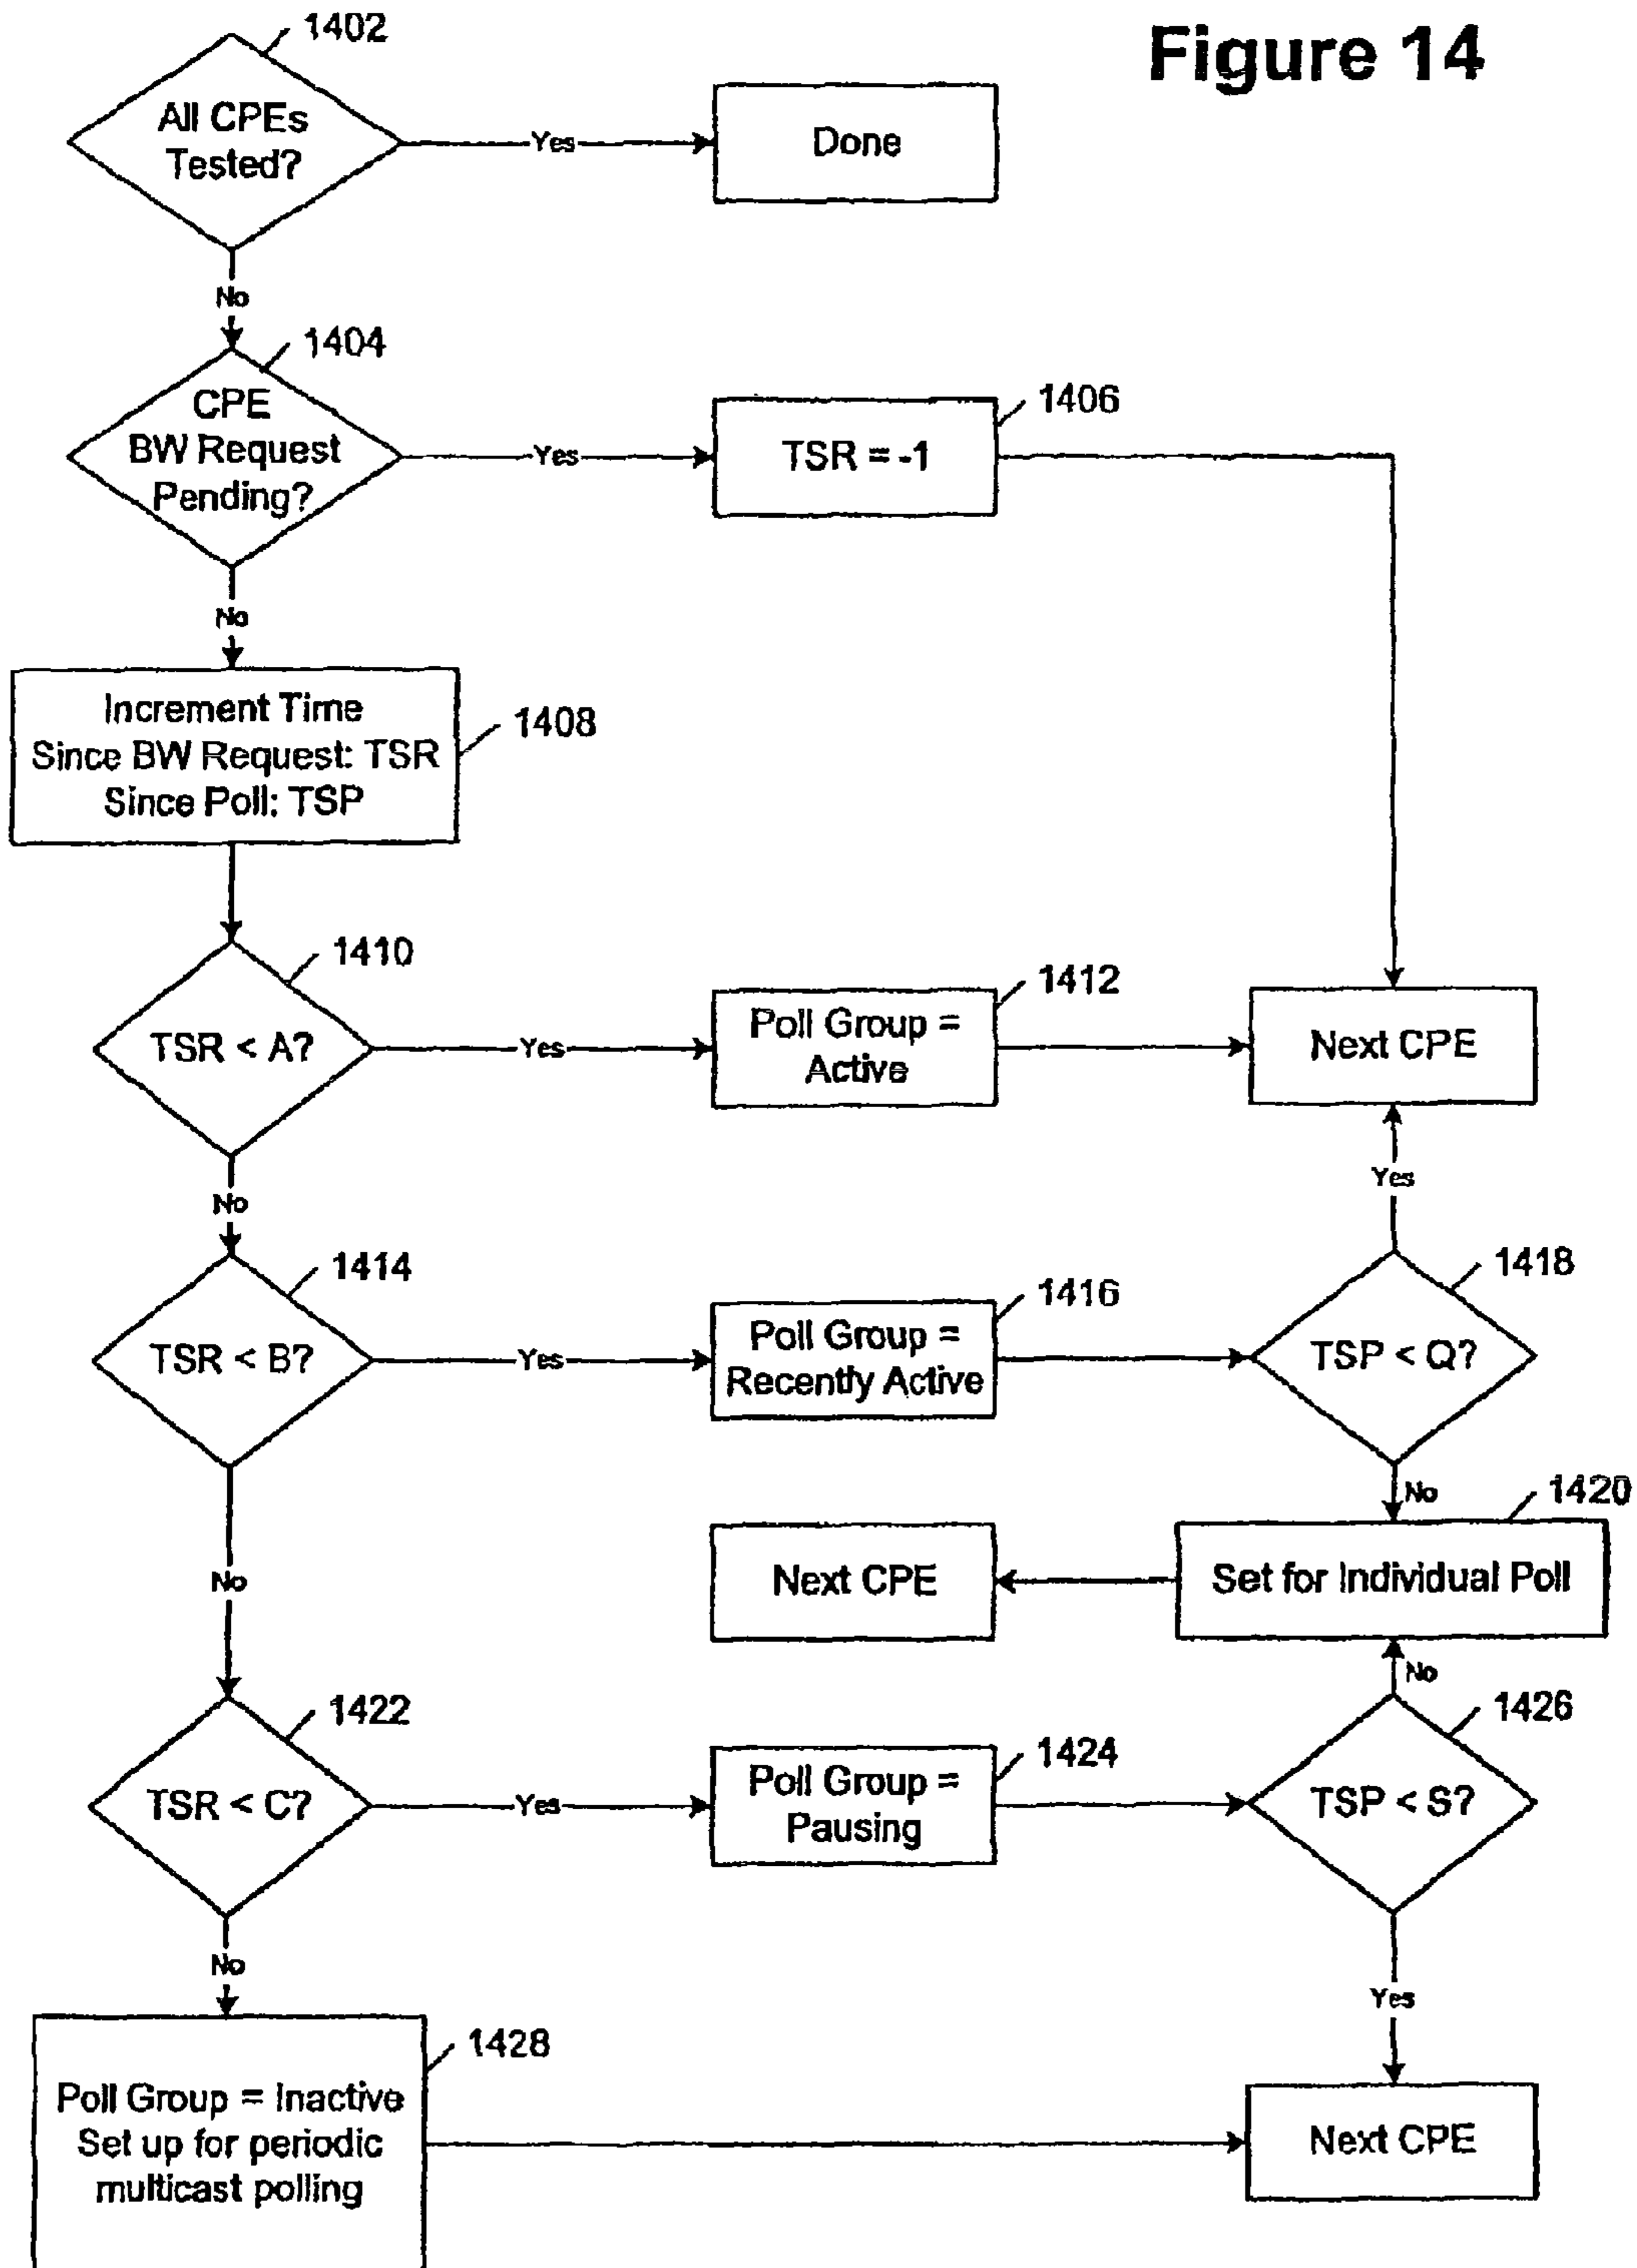 Figure 14
1402
All CPEs
Tested?
Yes
Done
No
1404
CPE
BW Request
Pending?
Yes
1406
TSR = -1
No
Increment Time
Since BW Request: TSR
Since Poll: TSP
1408
1410
TSR < A?
Yes
1412
Poll Group =
Active
Next CPE
No
Yes
1414
TSR < B?
Yes
1416
Poll Group =
Recently Active
1418
TSP < Q?
No
1420
Set for Individual Poll
Next CPE
No
No
1422
TSR < C?
Yes
1424
Poll Group =
Pausing
1426
TSP < S?
No
Yes
1428
Poll Group = Inactive
Set up for periodic
multicast polling
Next CPE